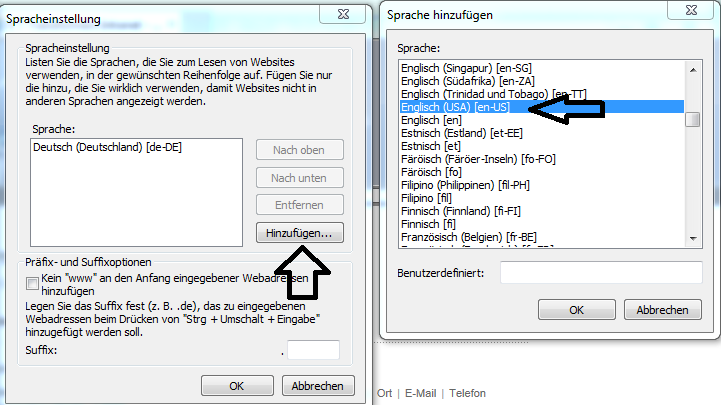 Spracheinstellung
Spracheinstellung
Listen Sie die Sprachen, die Sie zum Lesen von Websites
verwenden, in der gewünschten Reihenfolge auf. Fügen Sie nur
die hinzu, die Sie wirklich verwenden, damit Websites nicht in
anderen Sprachen angezeigt werden.
Sprache:
Deutsch (Deutschland) [de-DE]
Nach oben
Nach unten
Entfernen
Hinzufügen...
Präfix- und Suffixoptionen
Kein "www" an den Anfang eingegebener Webadressen
hinzufügen
Legen Sie das Suffix fest (z. B. .de), das zu eingegebenen
Webadressen beim Drücken von "Strg + Umschalt + Eingabe"
hinzugefügt werden soll.
Suffix: .
OK Abbrechen
Sprache hinzufügen
Sprache:
Englisch (Singapur) [en-SG]
Englisch (Südafrika) [en-ZA]
Englisch (Trinidad und Tobago) [en-TT]
Englisch (USA) [en-US]
Englisch [en]
Estnisch (Estland) [et-EE]
Estnisch [et]
Färöisch (Färöer-Inseln) [fo-FO]
Färöisch [fo]
Filipino (Philippinen) [fil-PH]
Filipino [fil]
Finnisch (Finnland) [fi-FI]
Finnisch [fi]
Französisch (Belgien) [fr-BE]
Benutzerdefiniert:
OK Abbrechen
Ort | E-Mail | Telefon